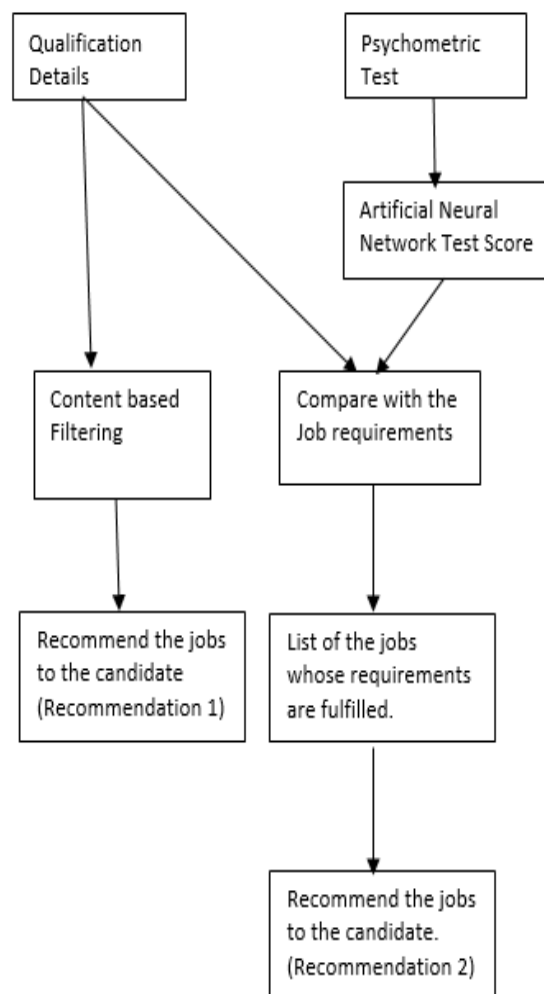 Qualification
Details
Psychometric
Test
Artificial Neural
Network Test Score
Content based
Filtering
Compare with the
Job requirements
Recommend the jobs
to the candidate
(Recommendation 1)
List of the jobs
whose requirements
are fulfilled.
Recommend the jobs
to the candidate.
(Recommendation 2)